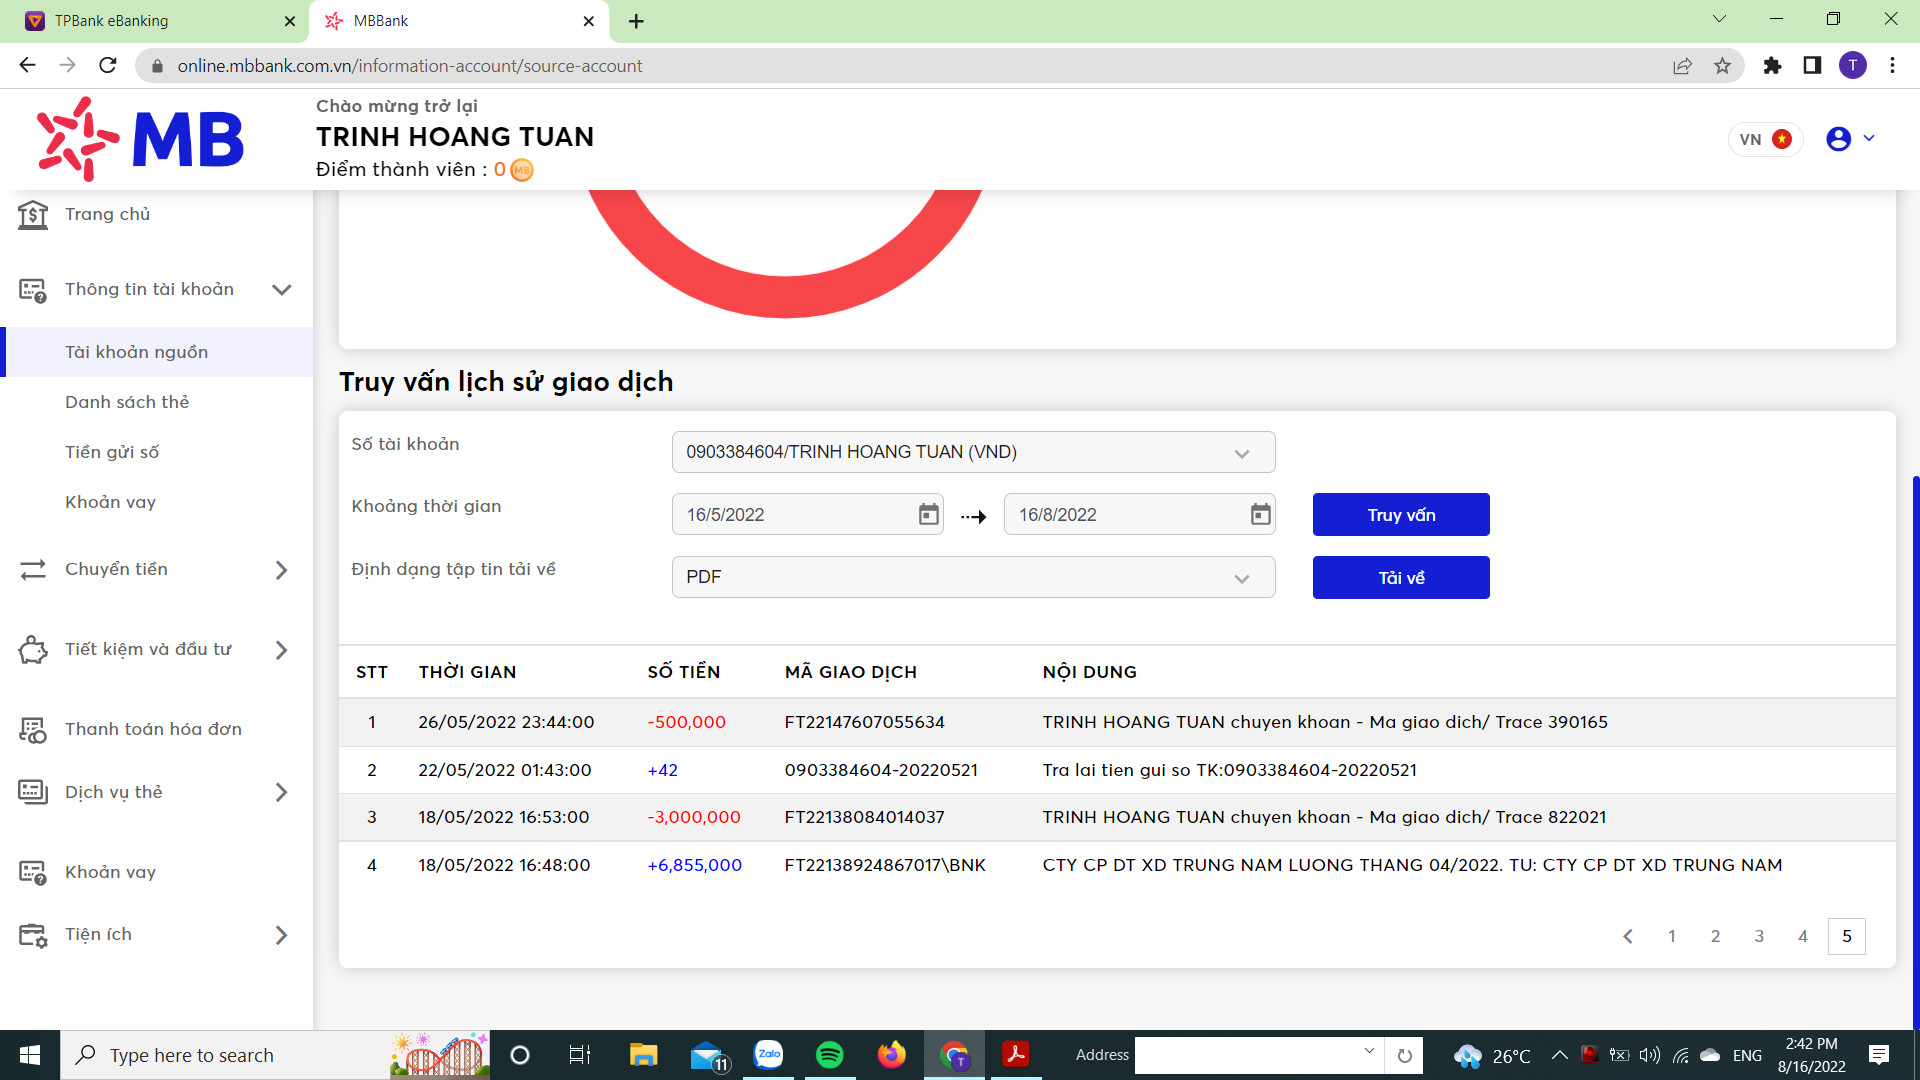 TPBank eBanking
MBBank
online.mbbank.com.vn/information-account/source-account
T
MB
Chào mừng trở lại
TRINH HOANG TUAN
Điểm thành viên : 0 MB
VN
Trang chủ
Thông tin tài khoản
Tài khoản nguồn
Danh sách thẻ
Tiền gửi số
Khoản vay
Chuyển tiền
Tiết kiệm và đầu tư
Thanh toán hóa đơn
Dịch vụ thẻ
Khoản vay
Tiện ích
Truy vấn lịch sử giao dịch
Số tài khoản
0903384604/TRINH HOANG TUAN (VND)
Khoảng thời gian
16/5/2022
16/8/2022
Truy vấn
Định dạng tập tin tải về
PDF
Tải về
STT THỜI GIAN SỐ TIỀN MÃ GIAO DỊCH NỘI DUNG
1 26/05/2022 23:44:00 -500,000 FT22147607055634 TRINH HOANG TUAN chuyen khoan - Ma giao dich/ Trace 390165
2 22/05/2022 01:43:00 +42 0903384604-20220521 Tra lai tien gui so TK:0903384604-20220521
3 18/05/2022 16:53:00 -3,000,000 FT22138084014037 TRINH HOANG TUAN chuyen khoan - Ma giao dich/ Trace 822021
4 18/05/2022 16:48:00 +6,855,000 FT22138924867017\BNK CTY CP DT XD TRUNG NAM LUONG THANG 04/2022. TU: CTY CP DT XD TRUNG NAM
1 2 3 4 5
Type here to search
11
Zalo
T
Address
26°C
ENG
2:42 PM
8/16/2022